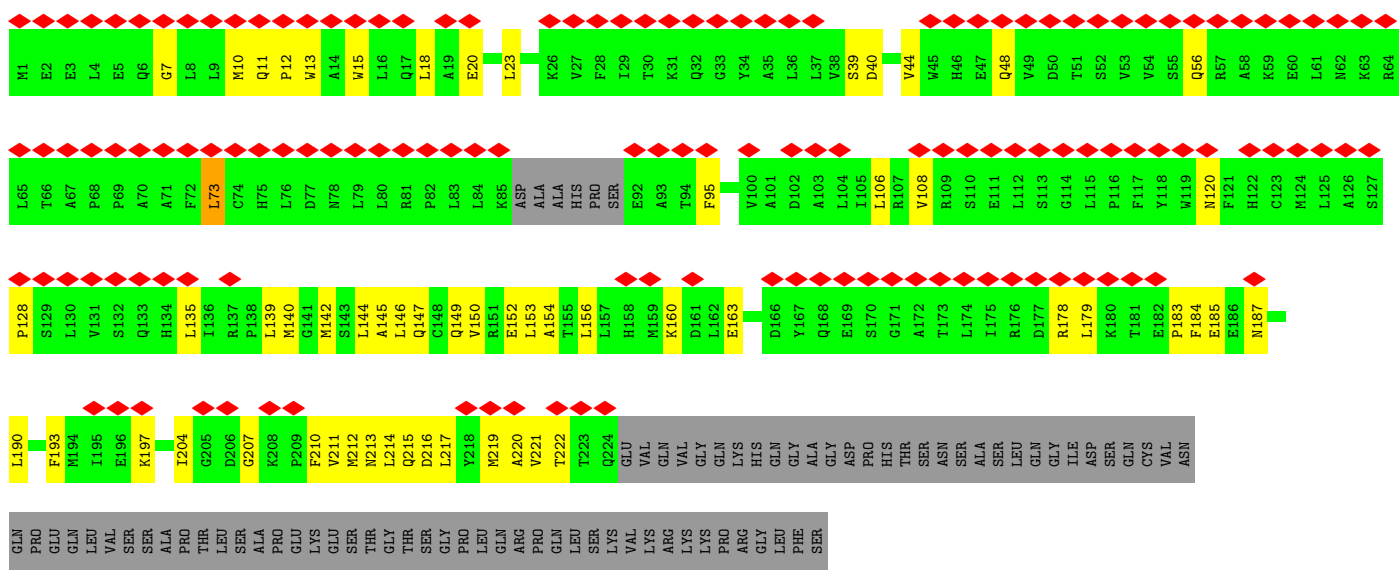 M1 E2 E3 L4 E5 Q6 G7 L8 L9 M10 Q11 P12 W13 A14 W15 L16 Q17 L18 A19 E20 L23 K26 V27 F28 I29 T30 K31 Q32 G33 Y34 A35 L36 L37 V38 S39 D40 V44 W45 H46 E47 Q48 V49 D50 T51 S52 V53 V54 S55 Q56 R57 A58 K59 E60 L61 N62 K63 R64
L65 T66 A67 P68 P69 A70 A71 F72 L73 G74 H75 L76 D77 N78 L79 L80 R81 P82 L83 L84 K85 ASP ALA ALA HIS PRO SER E92 A93 T94 F95 V100 A101 D102 A103 L104 I105 L106 R107 V108 R109 S110 E111 L112 S113 G114 L115 P116 F117 Y118 W119 N120 F121 H122 C123 M124 L125 A126 S127
P128 S129 L130 V131 S132 Q133 H134 L135 I136 R137 P138 L139 M140 G141 M142 S143 L144 A145 L146 Q147 C148 Q149 V150 R151 E152 L153 A154 T155 L156 L157 H158 M159 K160 D161 L162 E163 D166 Y167 Q168 E169 S170 G171 A172 T173 L174 I175 R176 D177 R178 L179 K180 T181 E182 P183 F184 E185 E186 N187
L190 F193 M194 I195 E196 K197 I204 G205 D206 G207 K208 P209 F210 V211 M212 N213 L214 Q215 D216 L217 Y218 M219 A220 V221 T222 T223 Q224 GLU VAL GLN VAL GLY GLN LYS HIS GLN GLY ALA GLY ASP PRO HIS THR SER ASN SER ALA SER LEU GLN GLY ILE ASP SER GLN CYS VAL ASN
GLN PRO GLU GLN LEU VAL SER SER ALA PRO THR LEU SER ALA PRO GLU LYS GLU SER THR GLY THR SER GLY PRO LEU GLN ARG PRO GLN LEU SER LYS VAL LYS ARG LYS LYS PRO ARG GLY LEU PHE SER